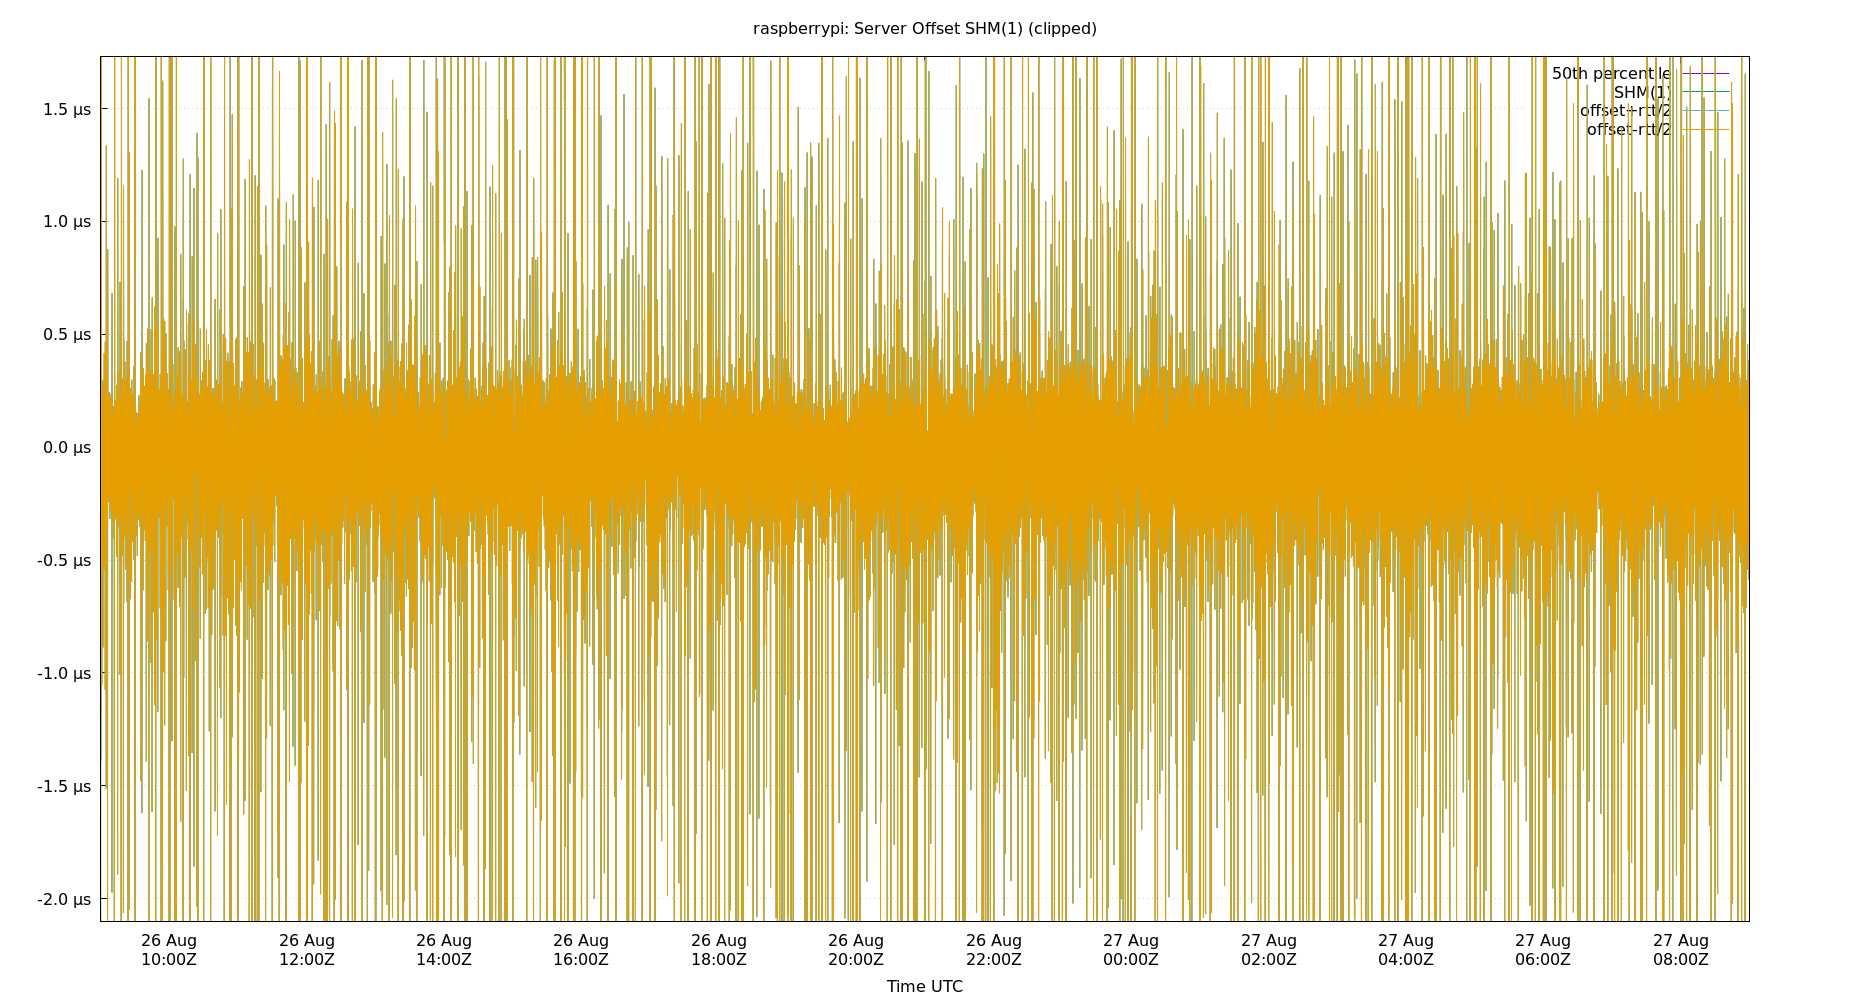 raspberrypi: Server Offset SHM(1) (clipped)
50th percentile
SHM(1)
offset+rtt/2
offset-rtt/2
1.5 µs
1.0 µs
0.5 µs
0.0 µs
-0.5 µs
-1.0 µs
-1.5 µs
-2.0 µs
26 Aug 26 Aug 26 Aug 26 Aug 26 Aug 26 Aug 26 Aug 27 Aug 27 Aug 27 Aug 27 Aug 27 Aug
10:00Z 12:00Z 14:00Z 16:00Z 18:00Z 20:00Z 22:00Z 00:00Z 02:00Z 04:00Z 06:00Z 08:00Z
Time UTC